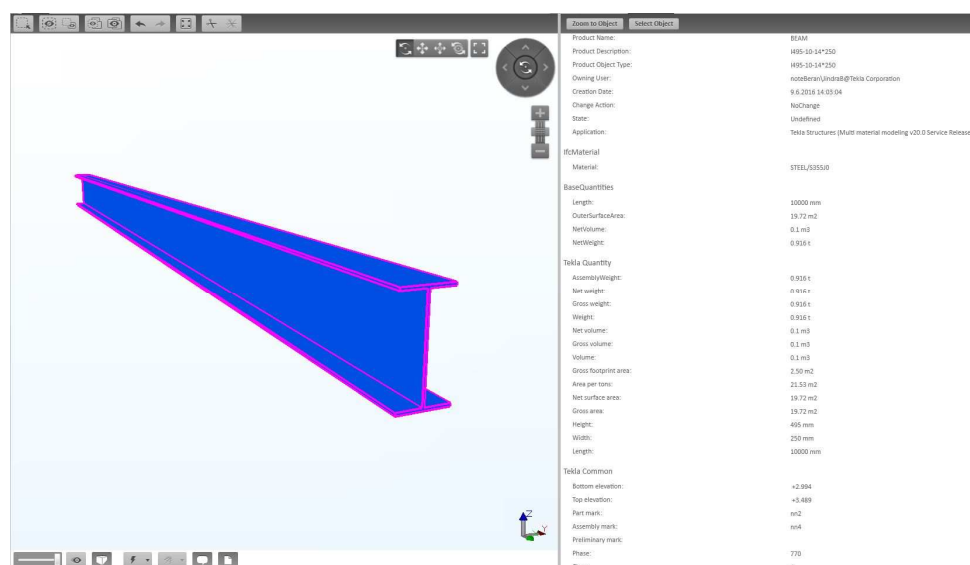 Zoom to Object Select Object
Product Name: BEAM
Product Description: I495-10-14*250
Product Object Type: I495-10-14*250
Owning User: noteBeran\JindraB@Tekla Corporation
Creation Date: 9.6.2016 14:03:04
Change Action: NoChange
State: Undefined
Application: Tekla Structures (Multi material modeling v20.0 Service Release
IfcMaterial
Material: STEEL/S355J0
BaseQuantities
Length: 10000 mm
OuterSurfaceArea: 19.72 m2
NetVolume: 0.1 m3
NetWeight: 0.916 t
Tekla Quantity
AssemblyWeight: 0.916 t
Net weight: 0.916 t
Gross weight: 0.916 t
Weight: 0.916 t
Net volume: 0.1 m3
Gross volume: 0.1 m3
Volume: 0.1 m3
Gross footprint area: 2.50 m2
Area per tons: 21.53 m2
Net surface area: 19.72 m2
Gross area: 19.72 m2
Height: 495 mm
Width: 250 mm
Length: 10000 mm
Tekla Common
Bottom elevation: +2.994
Top elevation: +3.489
Part mark: nn2
Assembly mark: nn4
Preliminary mark:
Phase: 770
Z
Y